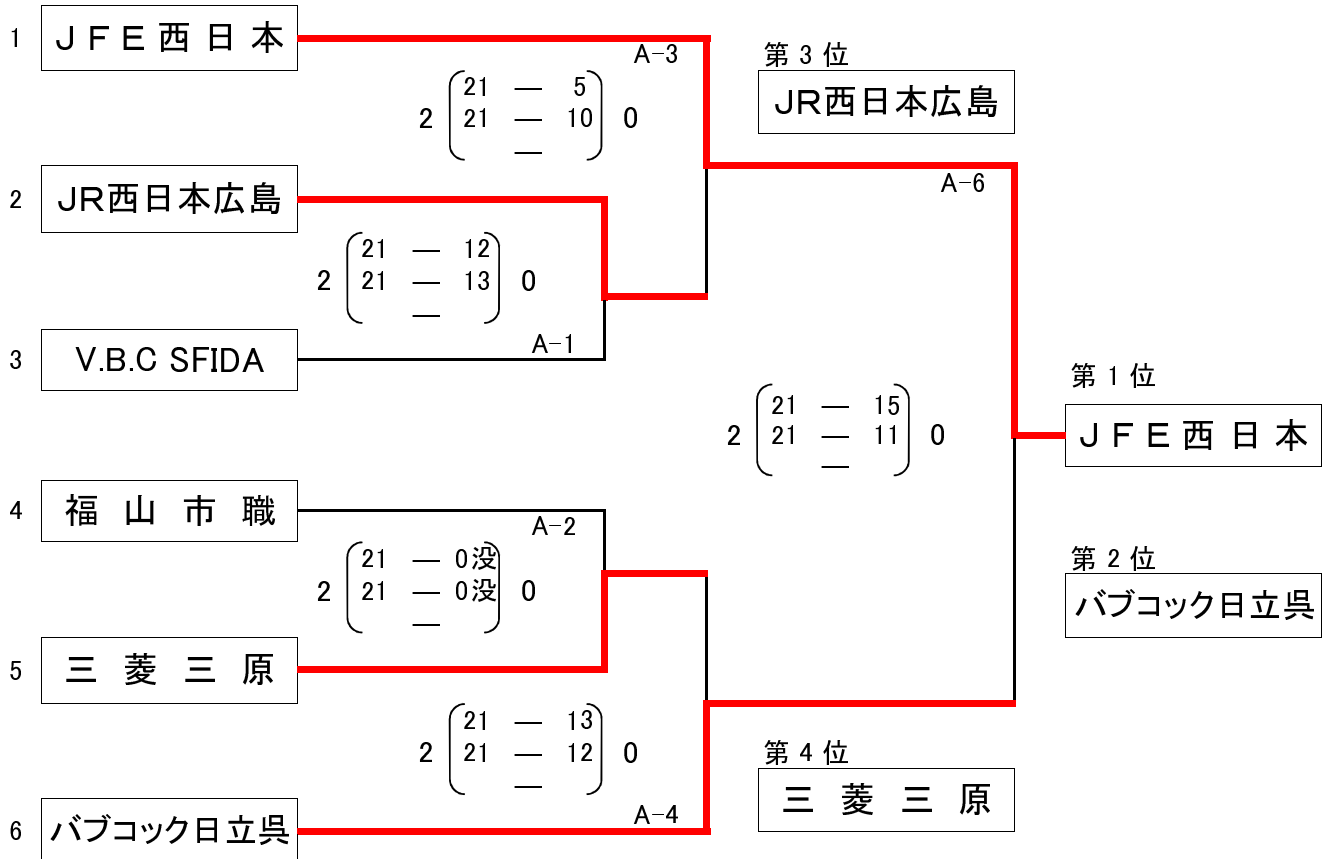 1 ＪＦＥ西日本
A-3
第３位
21 — 5
2 21 — 10 0
—
ＪＲ西日本広島
A-6
2 ＪＲ西日本広島
21 — 12
2 21 — 13 0
—
3 V.B.C SFIDA
A-1
第１位
21 — 15
2 21 — 11 0
—
ＪＦＥ西日本
4 福山市職
A-2
21 — 0没
2 21 — 0没 0
—
第２位
バブコック日立呉
5 三菱三原
21 — 13
2 21 — 12 0
—
第４位
三菱三原
A-4
6 バブコック日立呉